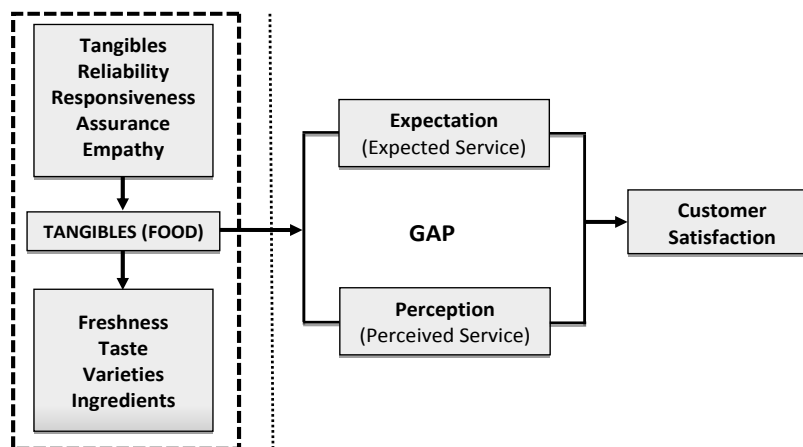 Tangibles
Reliability
Responsiveness
Assurance
Empathy
TANGIBLES (FOOD)
Freshness
Taste
Varieties
Ingredients
Expectation
(Expected Service)
GAP
Perception
(Perceived Service)
Customer
Satisfaction